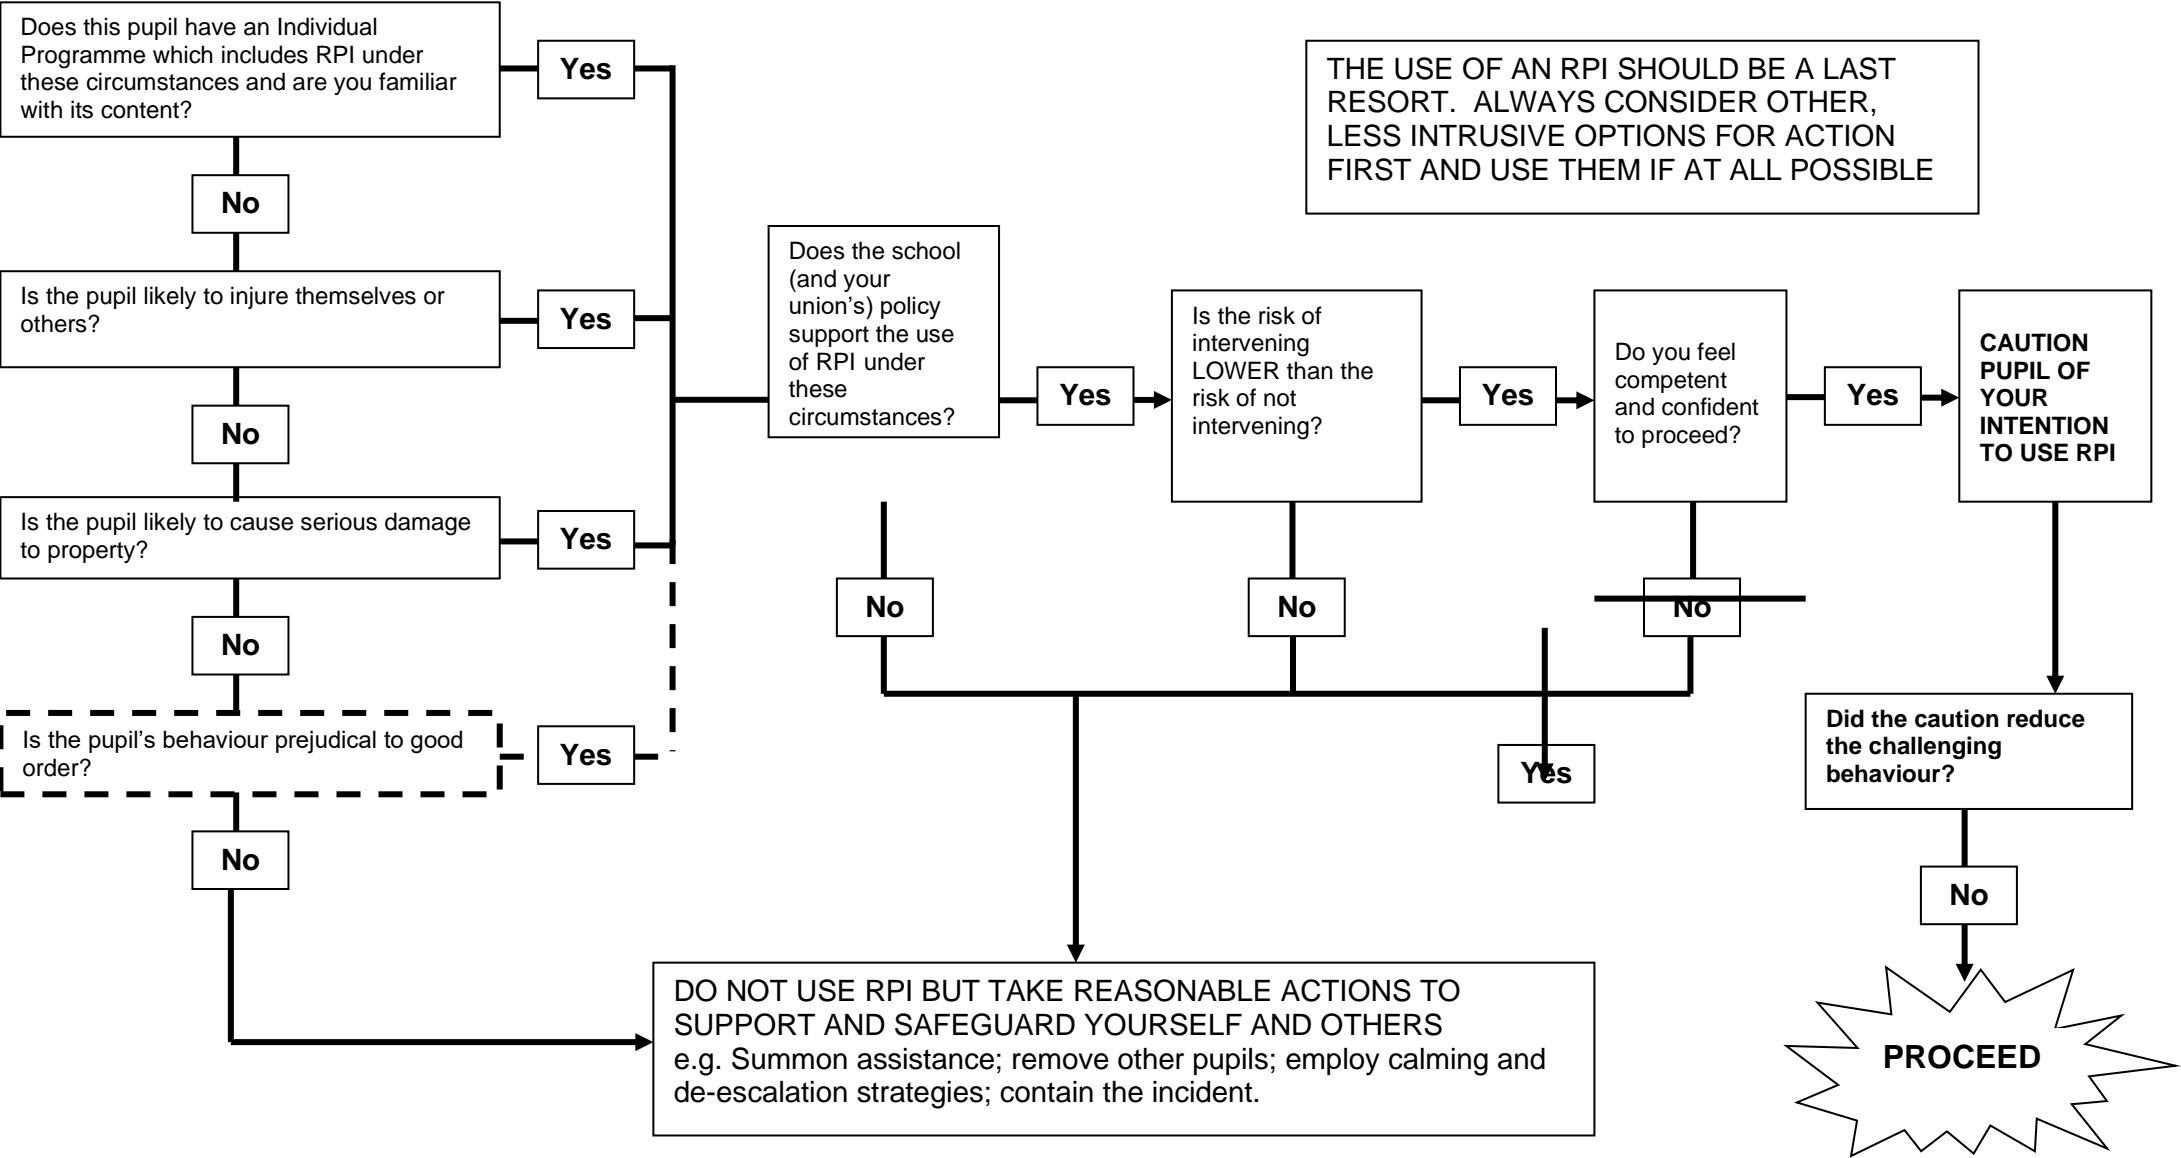 Does this pupil have an Individual
Programme which includes RPI under
these circumstances and are you familiar
with its content?
Yes
No
Is the pupil likely to injure themselves or
others?
Yes
No
Is the pupil likely to cause serious damage
to property?
Yes
No
Is the pupil's behaviour prejudical to good
order?
Yes
No
THE USE OF AN RPI SHOULD BE A LAST
RESORT. ALWAYS CONSIDER OTHER,
LESS INTRUSIVE OPTIONS FOR ACTION
FIRST AND USE THEM IF AT ALL POSSIBLE
Does the school
(and your
union's) policy
support the use
of RPI under
these
circumstances?
Yes
No
Is the risk of
intervening
LOWER than the
risk of not
intervening?
Yes
No
Do you feel
competent
and confident
to proceed?
Yes
No
CAUTION
PUPIL OF
YOUR
INTENTION
TO USE RPI
Did the caution reduce
the challenging
behaviour?
Yes
No
PROCEED
DO NOT USE RPI BUT TAKE REASONABLE ACTIONS TO
SUPPORT AND SAFEGUARD YOURSELF AND OTHERS
e.g. Summon assistance; remove other pupils; employ calming and
de-escalation strategies; contain the incident.